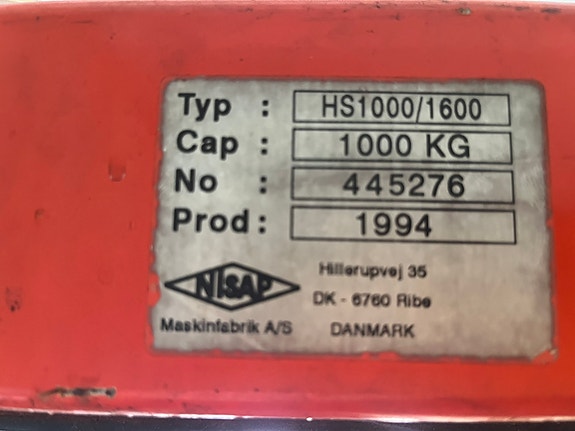 Typ : HS1000/1600
Cap : 1000 KG
No : 445276
Prod : 1994
NISAP
Maskinfabrik A/S
Hillerupvej 35
DK - 6760 Ribe
DANMARK